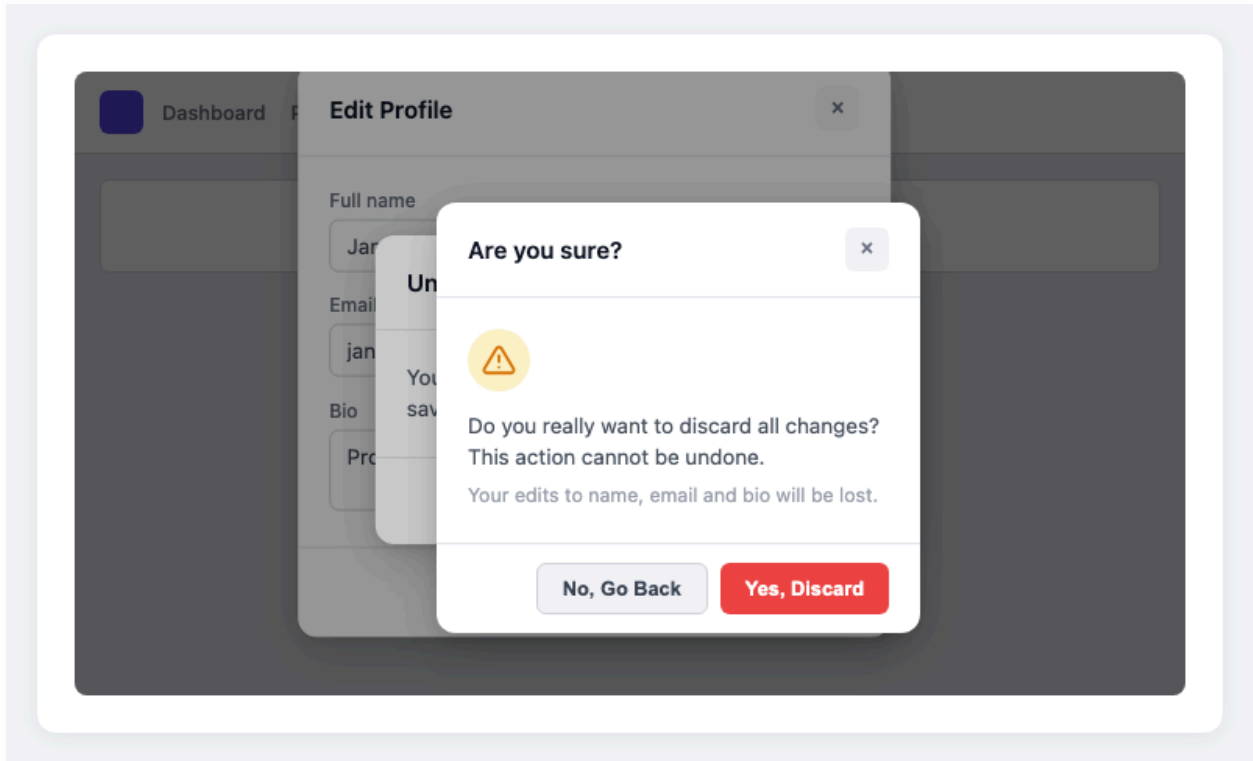 Dashboard
Edit Profile
×
Full name
Are you sure?
×
Do you really want to discard all changes?
This action cannot be undone.
Your edits to name, email and bio will be lost.
Bio
No, Go Back
Yes, Discard